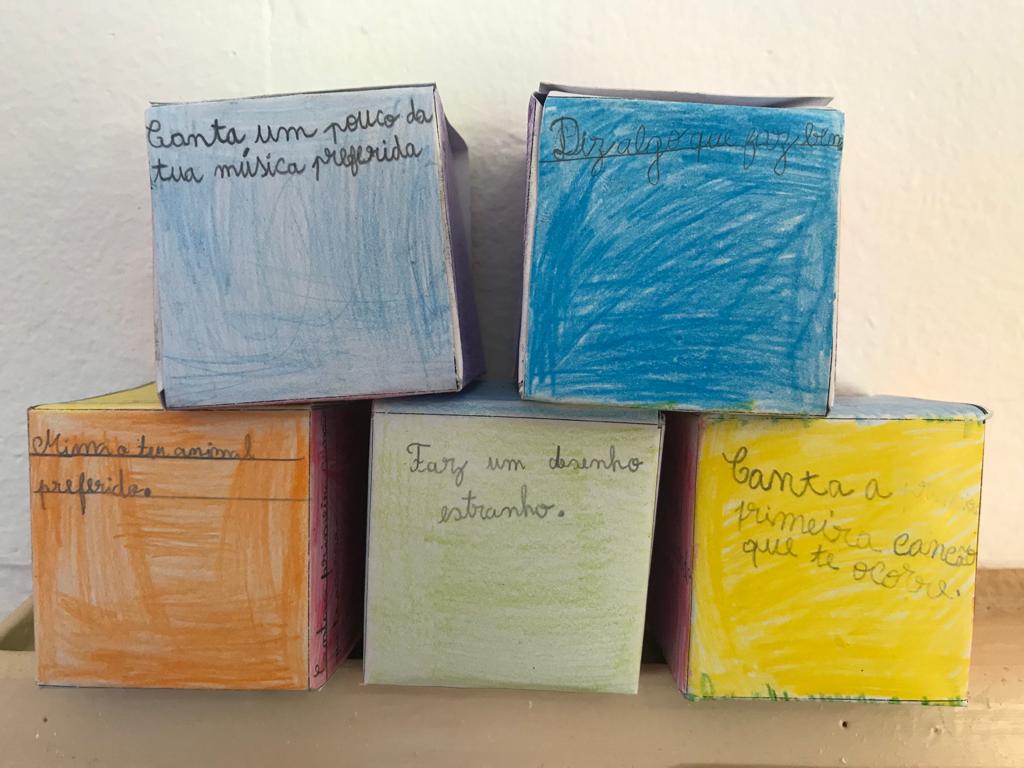 Canta um pouco da
tua música preferida
Diz algo que faz bem
Mima o teu animal
preferido.
Faz um desenho
estranho.
Canta a
primeira canção
que te ocorre.